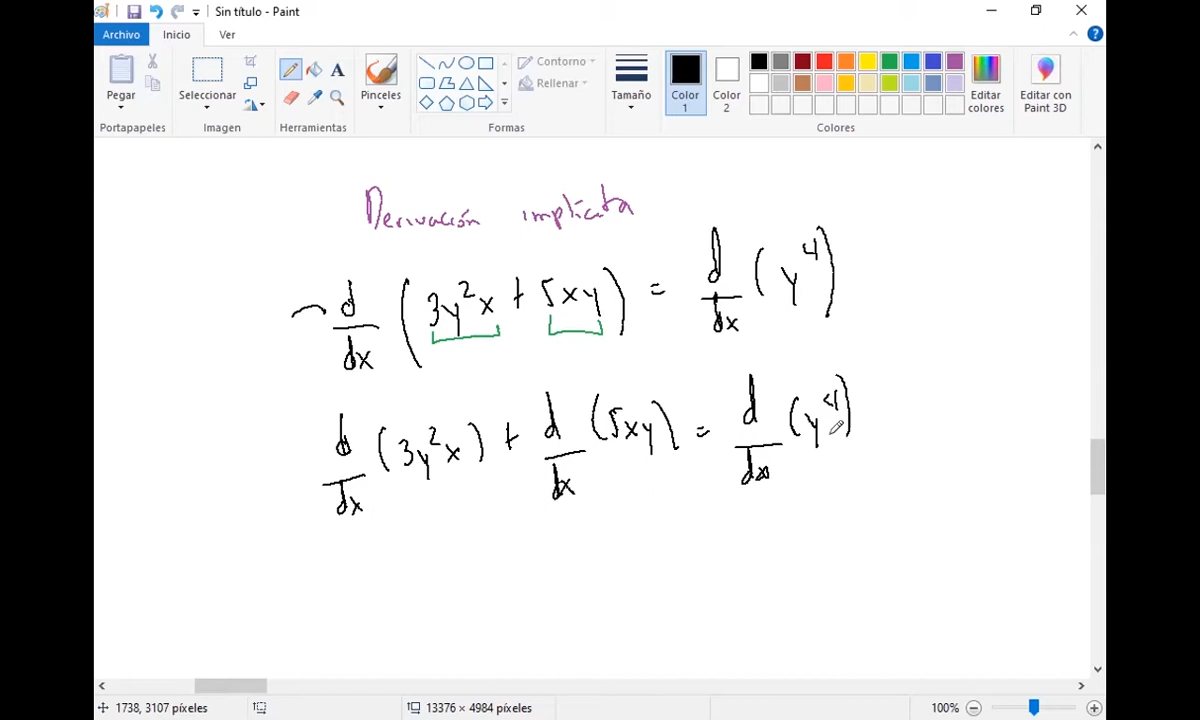 Sin título - Paint
Archivo Inicio Ver
Pegar Seleccionar A Pinceles Contorno Rellenar Tamaño Color 1 Color 2 Editar colores Editar con Paint 3D
Portapapeles Imagen Herramientas Formas Colores
Derivación implícita
d/dx (3y²x + 5xy) = d/dx (y⁴)
d/dx (3y²x) + d/dx (5xy) = d/dx (y⁴)
1738, 3107 píxeles 13376 × 4984 píxeles 100%